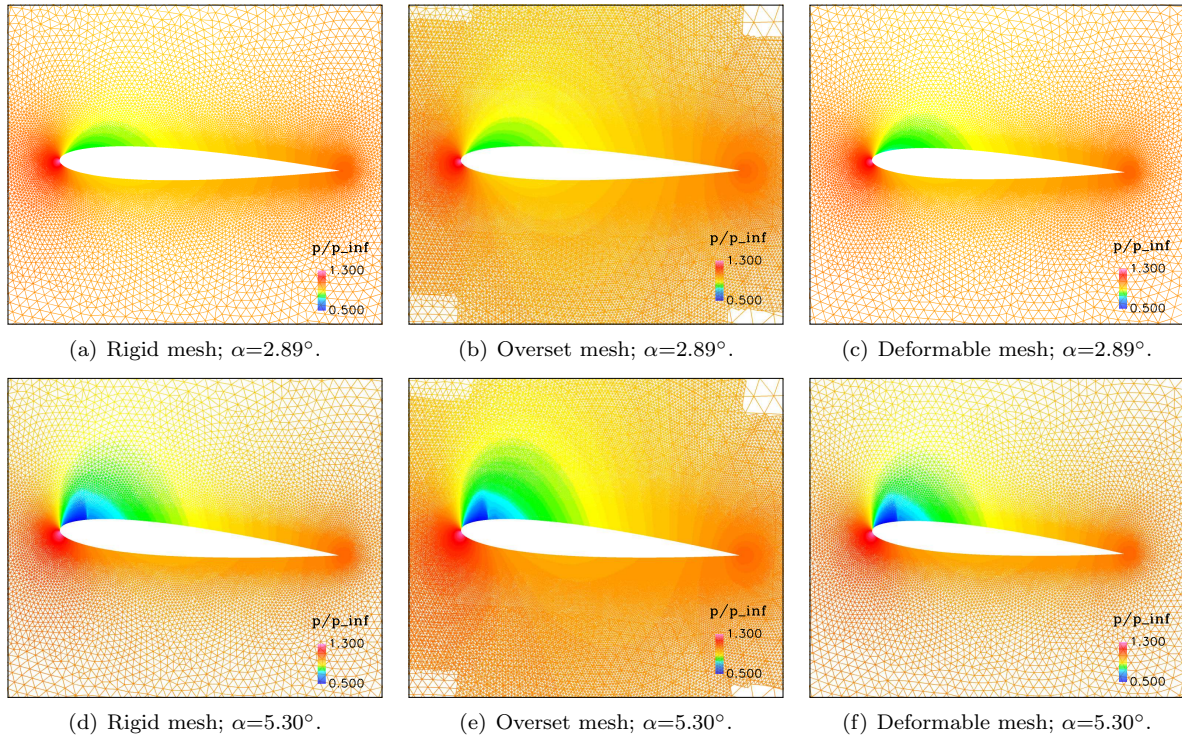 p/p_inf
1.300
0.500
p/p_inf
1.300
0.500
p/p_inf
1.300
0.500
(a) Rigid mesh; α=2.89°.
(b) Overset mesh; α=2.89°.
(c) Deformable mesh; α=2.89°.
p/p_inf
1.300
0.500
p/p_inf
1.300
0.500
p/p_inf
1.300
0.500
(d) Rigid mesh; α=5.30°.
(e) Overset mesh; α=5.30°.
(f) Deformable mesh; α=5.30°.